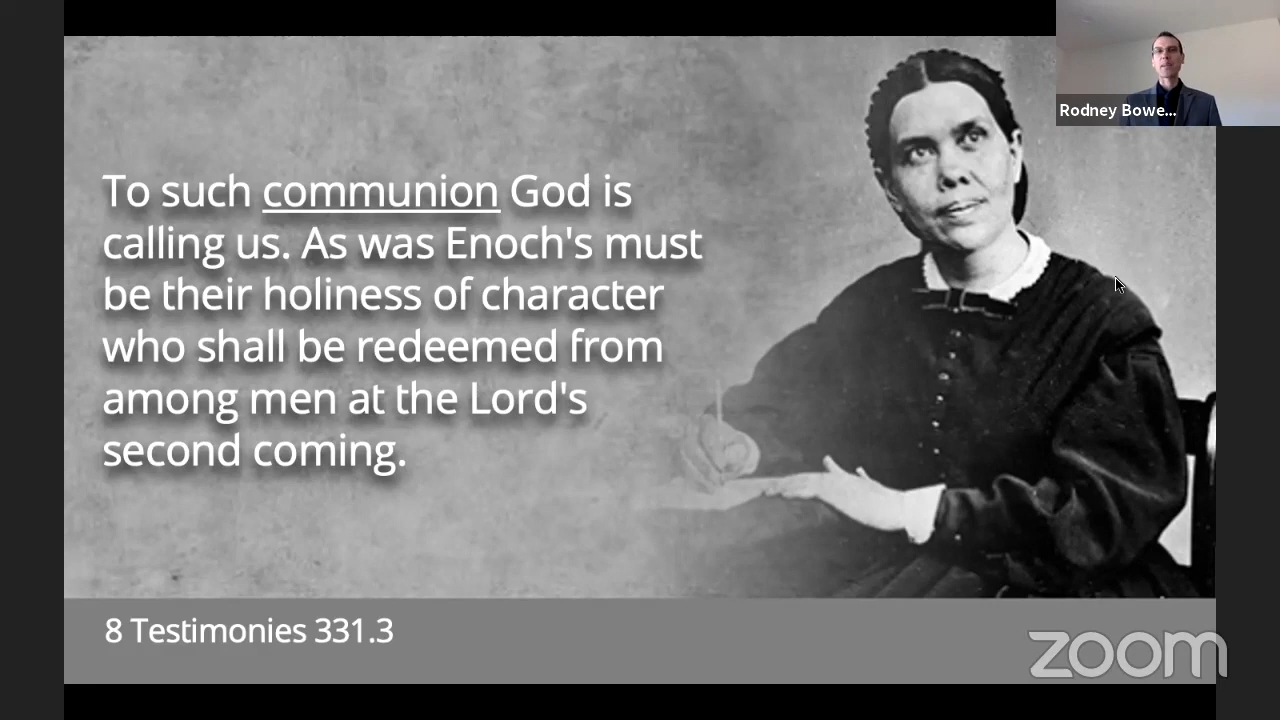 Rodney Bowe...
To such communion God is
calling us. As was Enoch's must
be their holiness of character
who shall be redeemed from
among men at the Lord's
second coming.
8 Testimonies 331.3
zoom